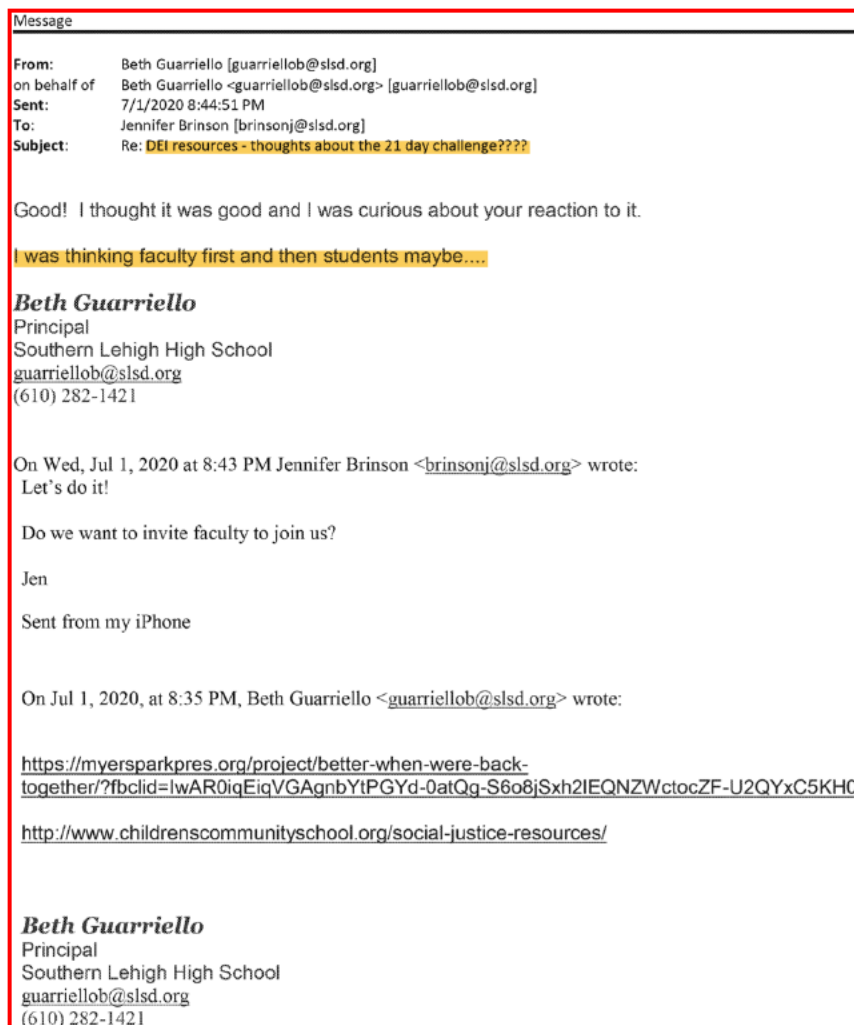 Message
From: Beth Guarriello [guarriellob@slsd.org]
on behalf of Beth Guarriello <guarriellob@slsd.org> [guarriellob@slsd.org]
Sent: 7/1/2020 8:44:51 PM
To: Jennifer Brinson [brinsonj@slsd.org]
Subject: Re: DEI resources - thoughts about the 21 day challenge????
Good!  I thought it was good and I was curious about your reaction to it.
I was thinking faculty first and then students maybe....
Beth Guarriello
Principal
Southern Lehigh High School
guarriellob@slsd.org
(610) 282-1421
On Wed, Jul 1, 2020 at 8:43 PM Jennifer Brinson <brinsonj@slsd.org> wrote:
Let's do it!
Do we want to invite faculty to join us?
Jen
Sent from my iPhone
On Jul 1, 2020, at 8:35 PM, Beth Guarriello <guarriellob@slsd.org> wrote:
https://myersparkpres.org/project/better-when-were-back-
together/?fbclid=IwAR0iqEiqVGAgnbYtPGYd-0atQg-S6o8jSxh2IEQNZWctocZF-U2QYxC5KH0
http://www.childrenscommunityschool.org/social-justice-resources/
Beth Guarriello
Principal
Southern Lehigh High School
guarriellob@slsd.org
(610) 282-1421